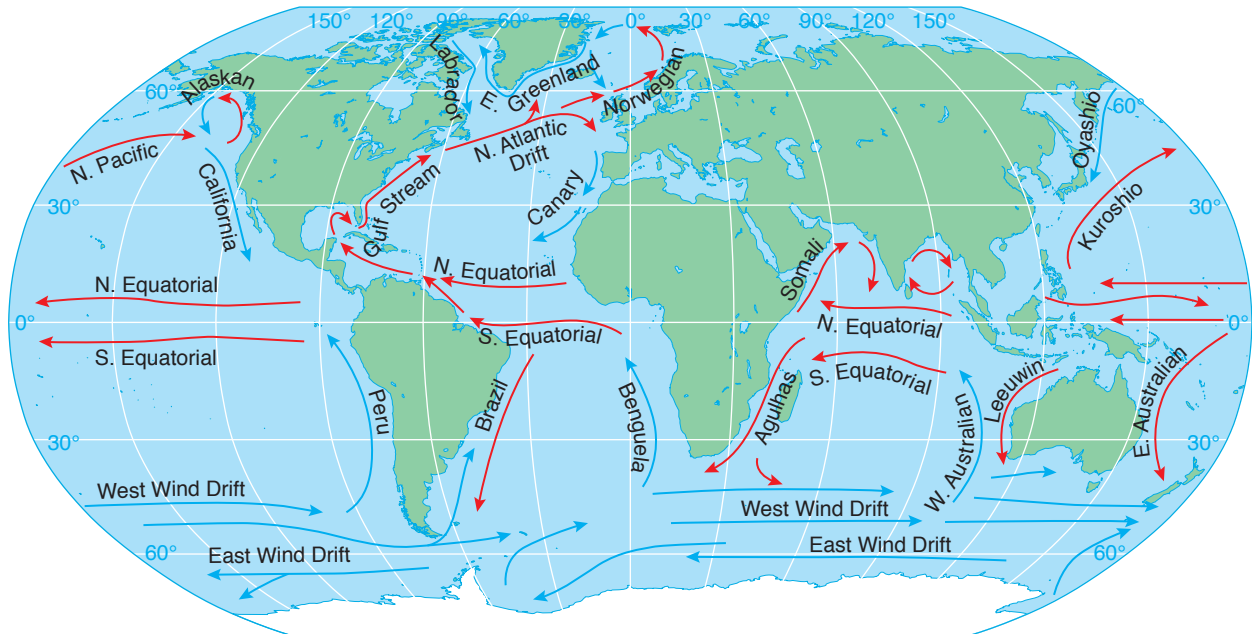 150° 120° 90° 60° 30° 0° 30° 60° 90° 120° 150°
Labrador
Alaskan
E. Greenland
Norwegian
60°
60°
Oyashio
N. Pacific
N. Atlantic
Drift
California
Canary
Gulf Stream
30°
30°
Kuroshio
Somali
N. Equatorial
N. Equatorial
0°
0°
N. Equatorial
S. Equatorial
S. Equatorial
S. Equatorial
Leeuwin
E. Australian
Peru
Brazil
Benguela
Agulhas
W. Australian
30°
30°
West Wind Drift
West Wind Drift
East Wind Drift
East Wind Drift
60°
60°